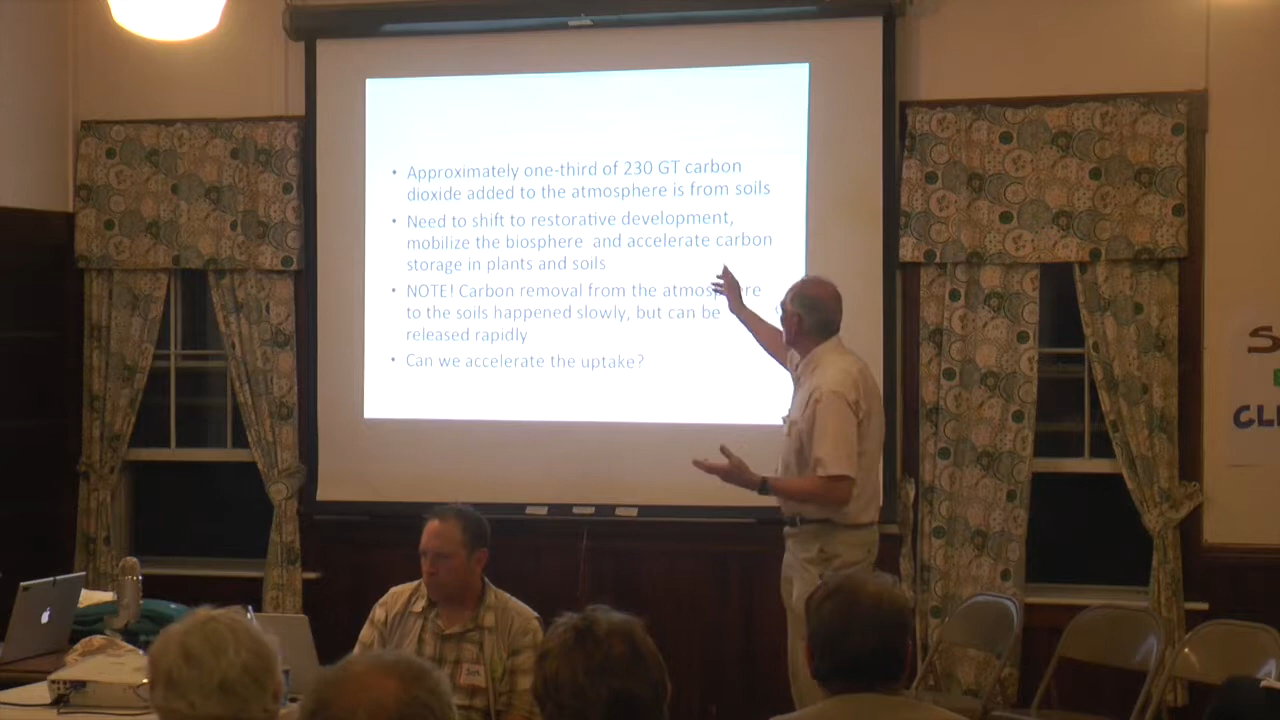 • Approximately one-third of 230 GT carbon
dioxide added to the atmosphere is from soils
• Need to shift to restorative development,
mobilize the biosphere and accelerate carbon
storage in plants and soils
• NOTE! Carbon removal from the
to the soils happened slowly, but can be
released rapidly
• Can we accelerate the uptake?